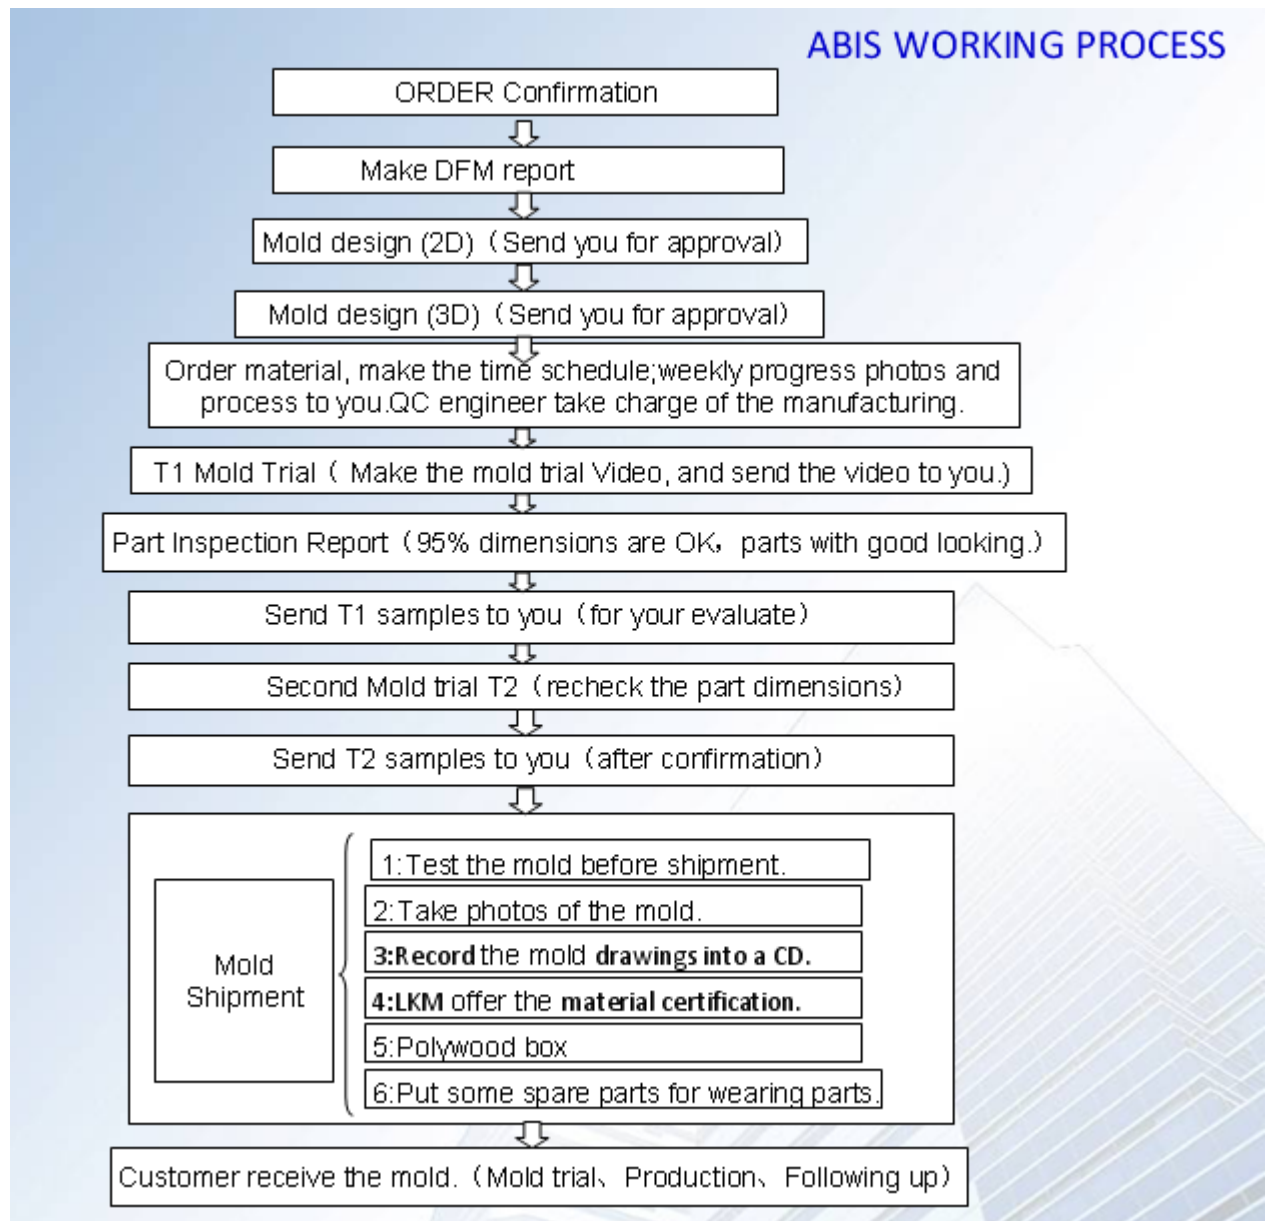 ABIS WORKING PROCESS
ORDER Confirmation
Make DFM report
Mold design (2D)（Send you for approval）
Mold design (3D)（Send you for approval）
Order material, make the time schedule;weekly progress photos and
process to you.QC engineer take charge of the manufacturing.
T1 Mold Trial（ Make the mold trial Video, and send the video to you.)
Part Inspection Report（95% dimensions are OK，parts with good looking.）
Send T1 samples to you（for your evaluate）
Second Mold trial T2（recheck the part dimensions）
Send T2 samples to you（after confirmation）
Mold
Shipment
1:Test the mold before shipment.
2:Take photos of the mold.
3:Record the mold drawings into a CD.
4:LKM offer the material certification.
5:Polywood box
6:Put some spare parts for wearing parts.
Customer receive the mold.（Mold trial、Production、Following up）